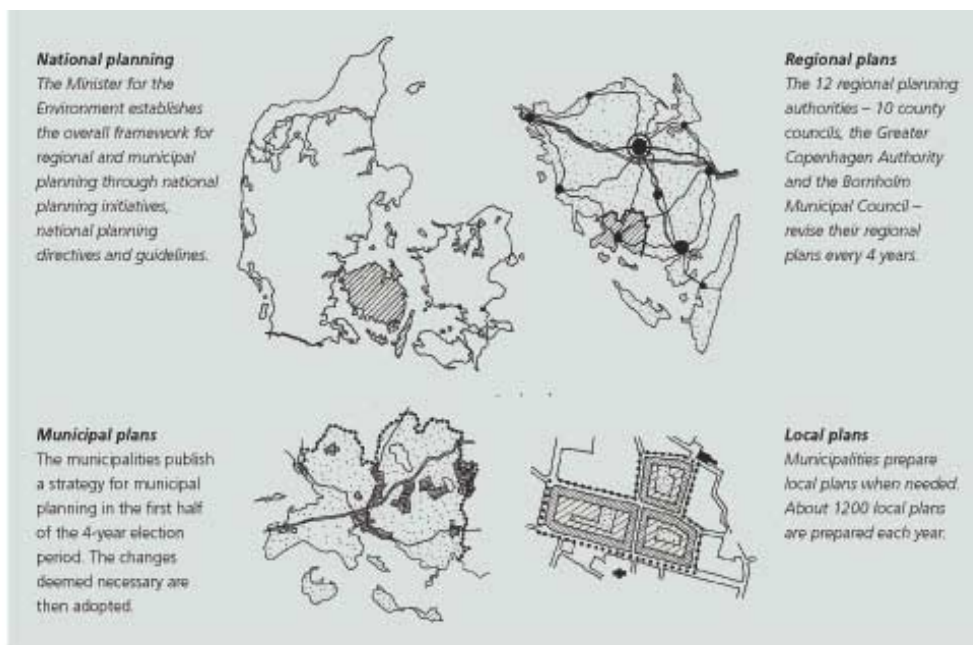 National planning
The Minister for the
Environment establishes
the overall framework for
regional and municipal
planning through national
planning initiatives,
national planning
directives and guidelines.
Regional plans
The 12 regional planning
authorities – 10 county
councils, the Greater
Copenhagen Authority
and the Bornholm
Municipal Council –
revise their regional
plans every 4 years.
Municipal plans
The municipalities publish
a strategy for municipal
planning in the first half
of the 4-year election
period. The changes
deemed necessary are
then adopted.
Local plans
Municipalities prepare
local plans when needed.
About 1200 local plans
are prepared each year.